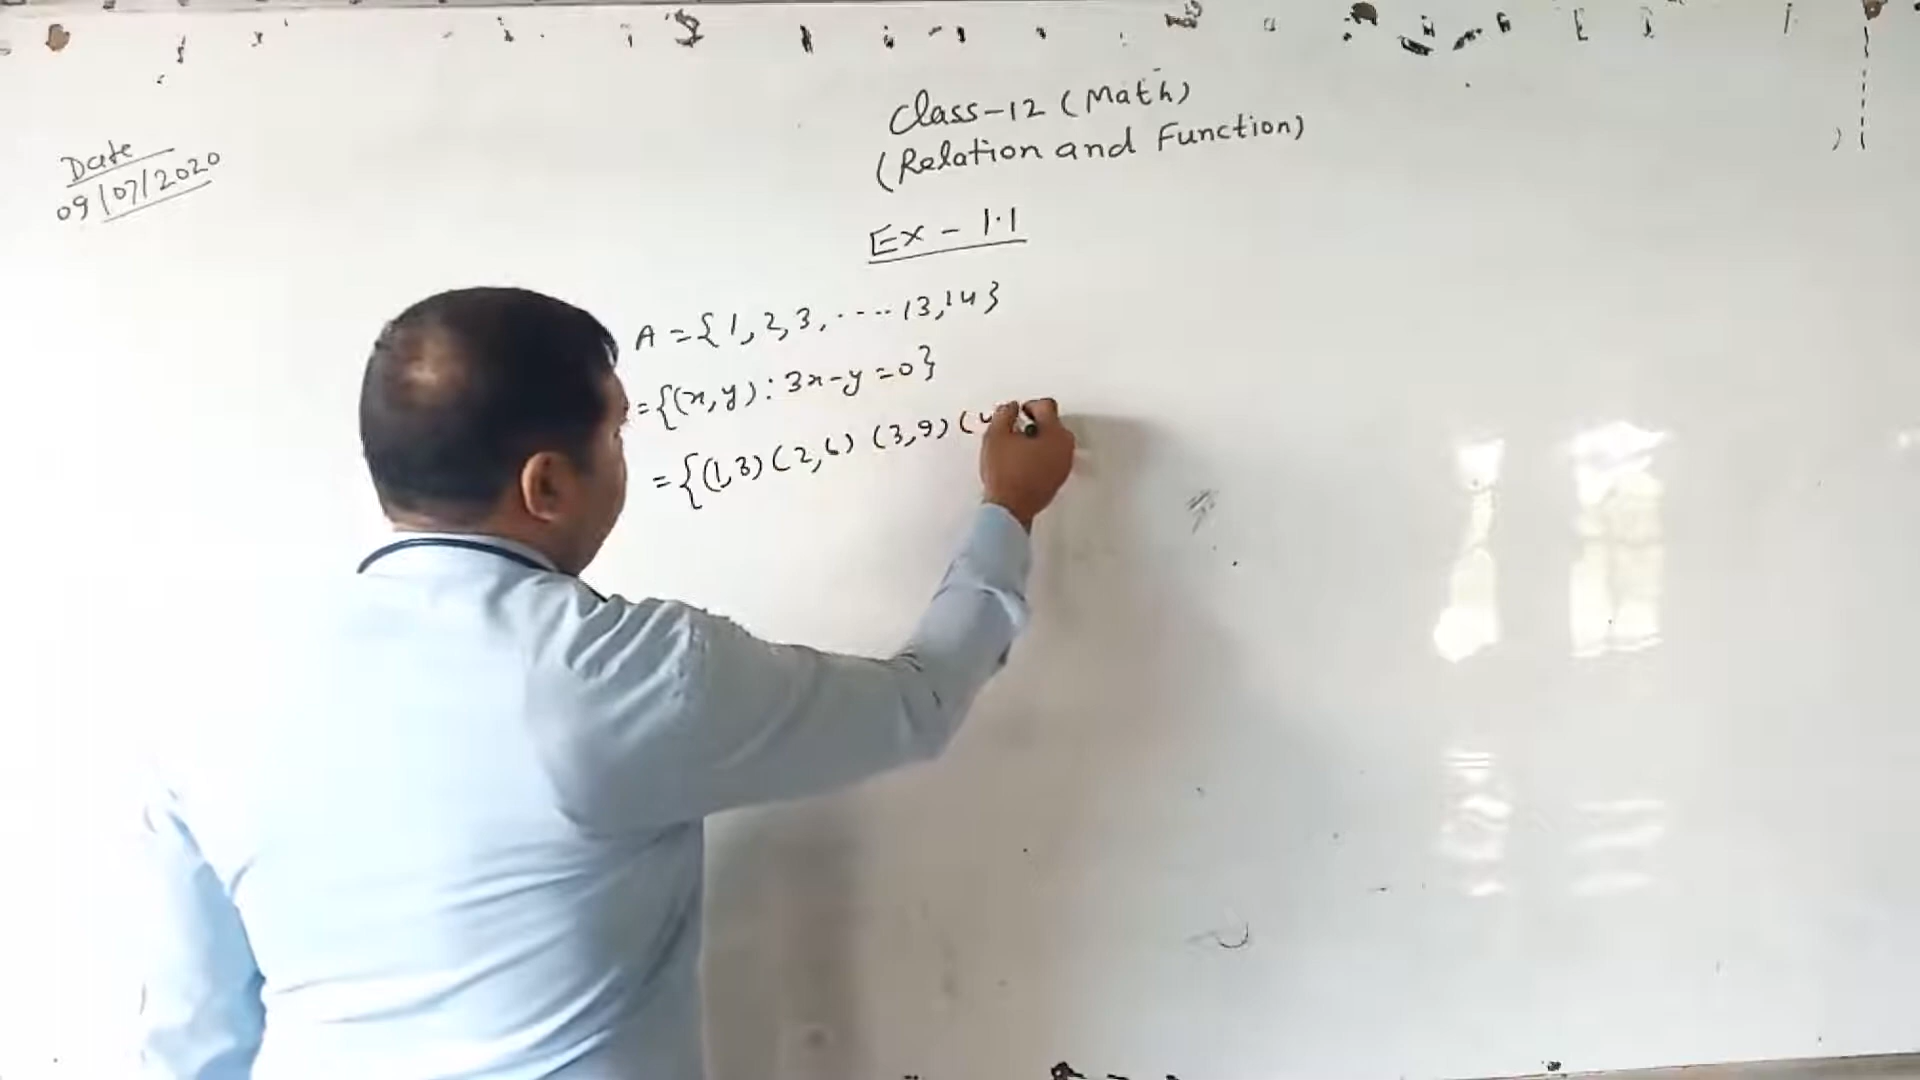 Date
09/07/2020
Class-12 (Math)
(Relation and Function)
Ex - 1.1
A = {1, 2, 3, ..... 13, 14}
= {(x, y) : 3x - y = 0}
= {(1, 3) (2, 6) (3, 9) (4